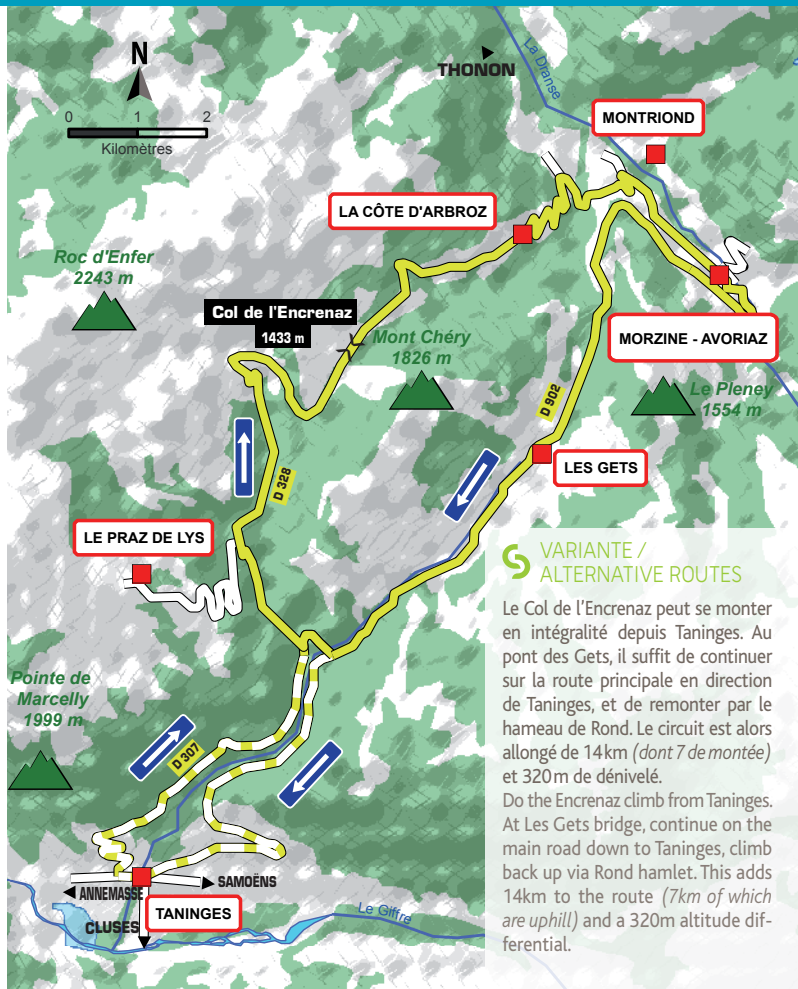 N
0 1 2
Kilomètres
THONON
La Dranse
MONTRIOND
LA CÔTE D'ARBROZ
Roc d'Enfer
2243 m
Col de l'Encrenaz
1433 m
Mont Chéry
1826 m
MORZINE - AVORIAZ
Le Pleney
1554 m
D 902
LES GETS
D 328
LE PRAZ DE LYS
Pointe de
Marcelly
1999 m
D 307
ANNEMASSE
SAMOËNS
TANINGES
CLUSES
Le Giffre
VARIANTE /
ALTERNATIVE ROUTES
Le Col de l'Encrenaz peut se monter
en intégralité depuis Taninges. Au
pont des Gets, il suffit de continuer
sur la route principale en direction
de Taninges, et de remonter par le
hameau de Rond. Le circuit est alors
allongé de 14km (dont 7 de montée)
et 320m de dénivelé.
Do the Encrenaz climb from Taninges.
At Les Gets bridge, continue on the
main road down to Taninges, climb
back up via Rond hamlet. This adds
14km to the route (7km of which
are uphill) and a 320m altitude dif-
ferential.